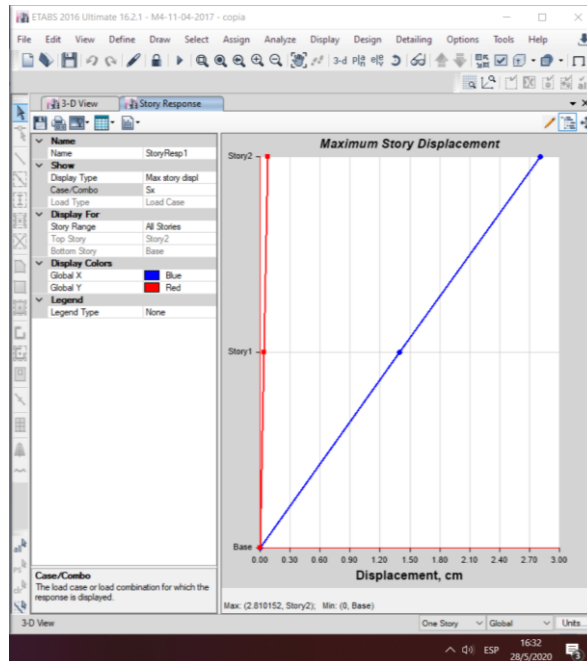 ETABS 2016 Ultimate 16.2.1 - M4-11-04-2017 - copia
File Edit View Define Draw Select Assign Analyze Display Design Detailing Options Tools Help
3-d
3-D View Story Response
Name
Name StoryResp1
Show
Display Type Max story displ
Case/Combo Sx
Load Type Load Case
Display For
Story Range All Stories
Top Story Story2
Bottom Story Base
Display Colors
Global X Blue
Global Y Red
Legend
Legend Type None
Case/Combo
The load case or load combination for which the
response is displayed.
Maximum Story Displacement
Story2
Story1
Base
0.00 0.30 0.60 0.90 1.20 1.50 1.80 2.10 2.40 2.70 3.00
Displacement, cm
Max: (2.810152, Story2); Min: (0, Base)
3-D View One Story Global Units...
ESP 16:32
28/5/2020
3